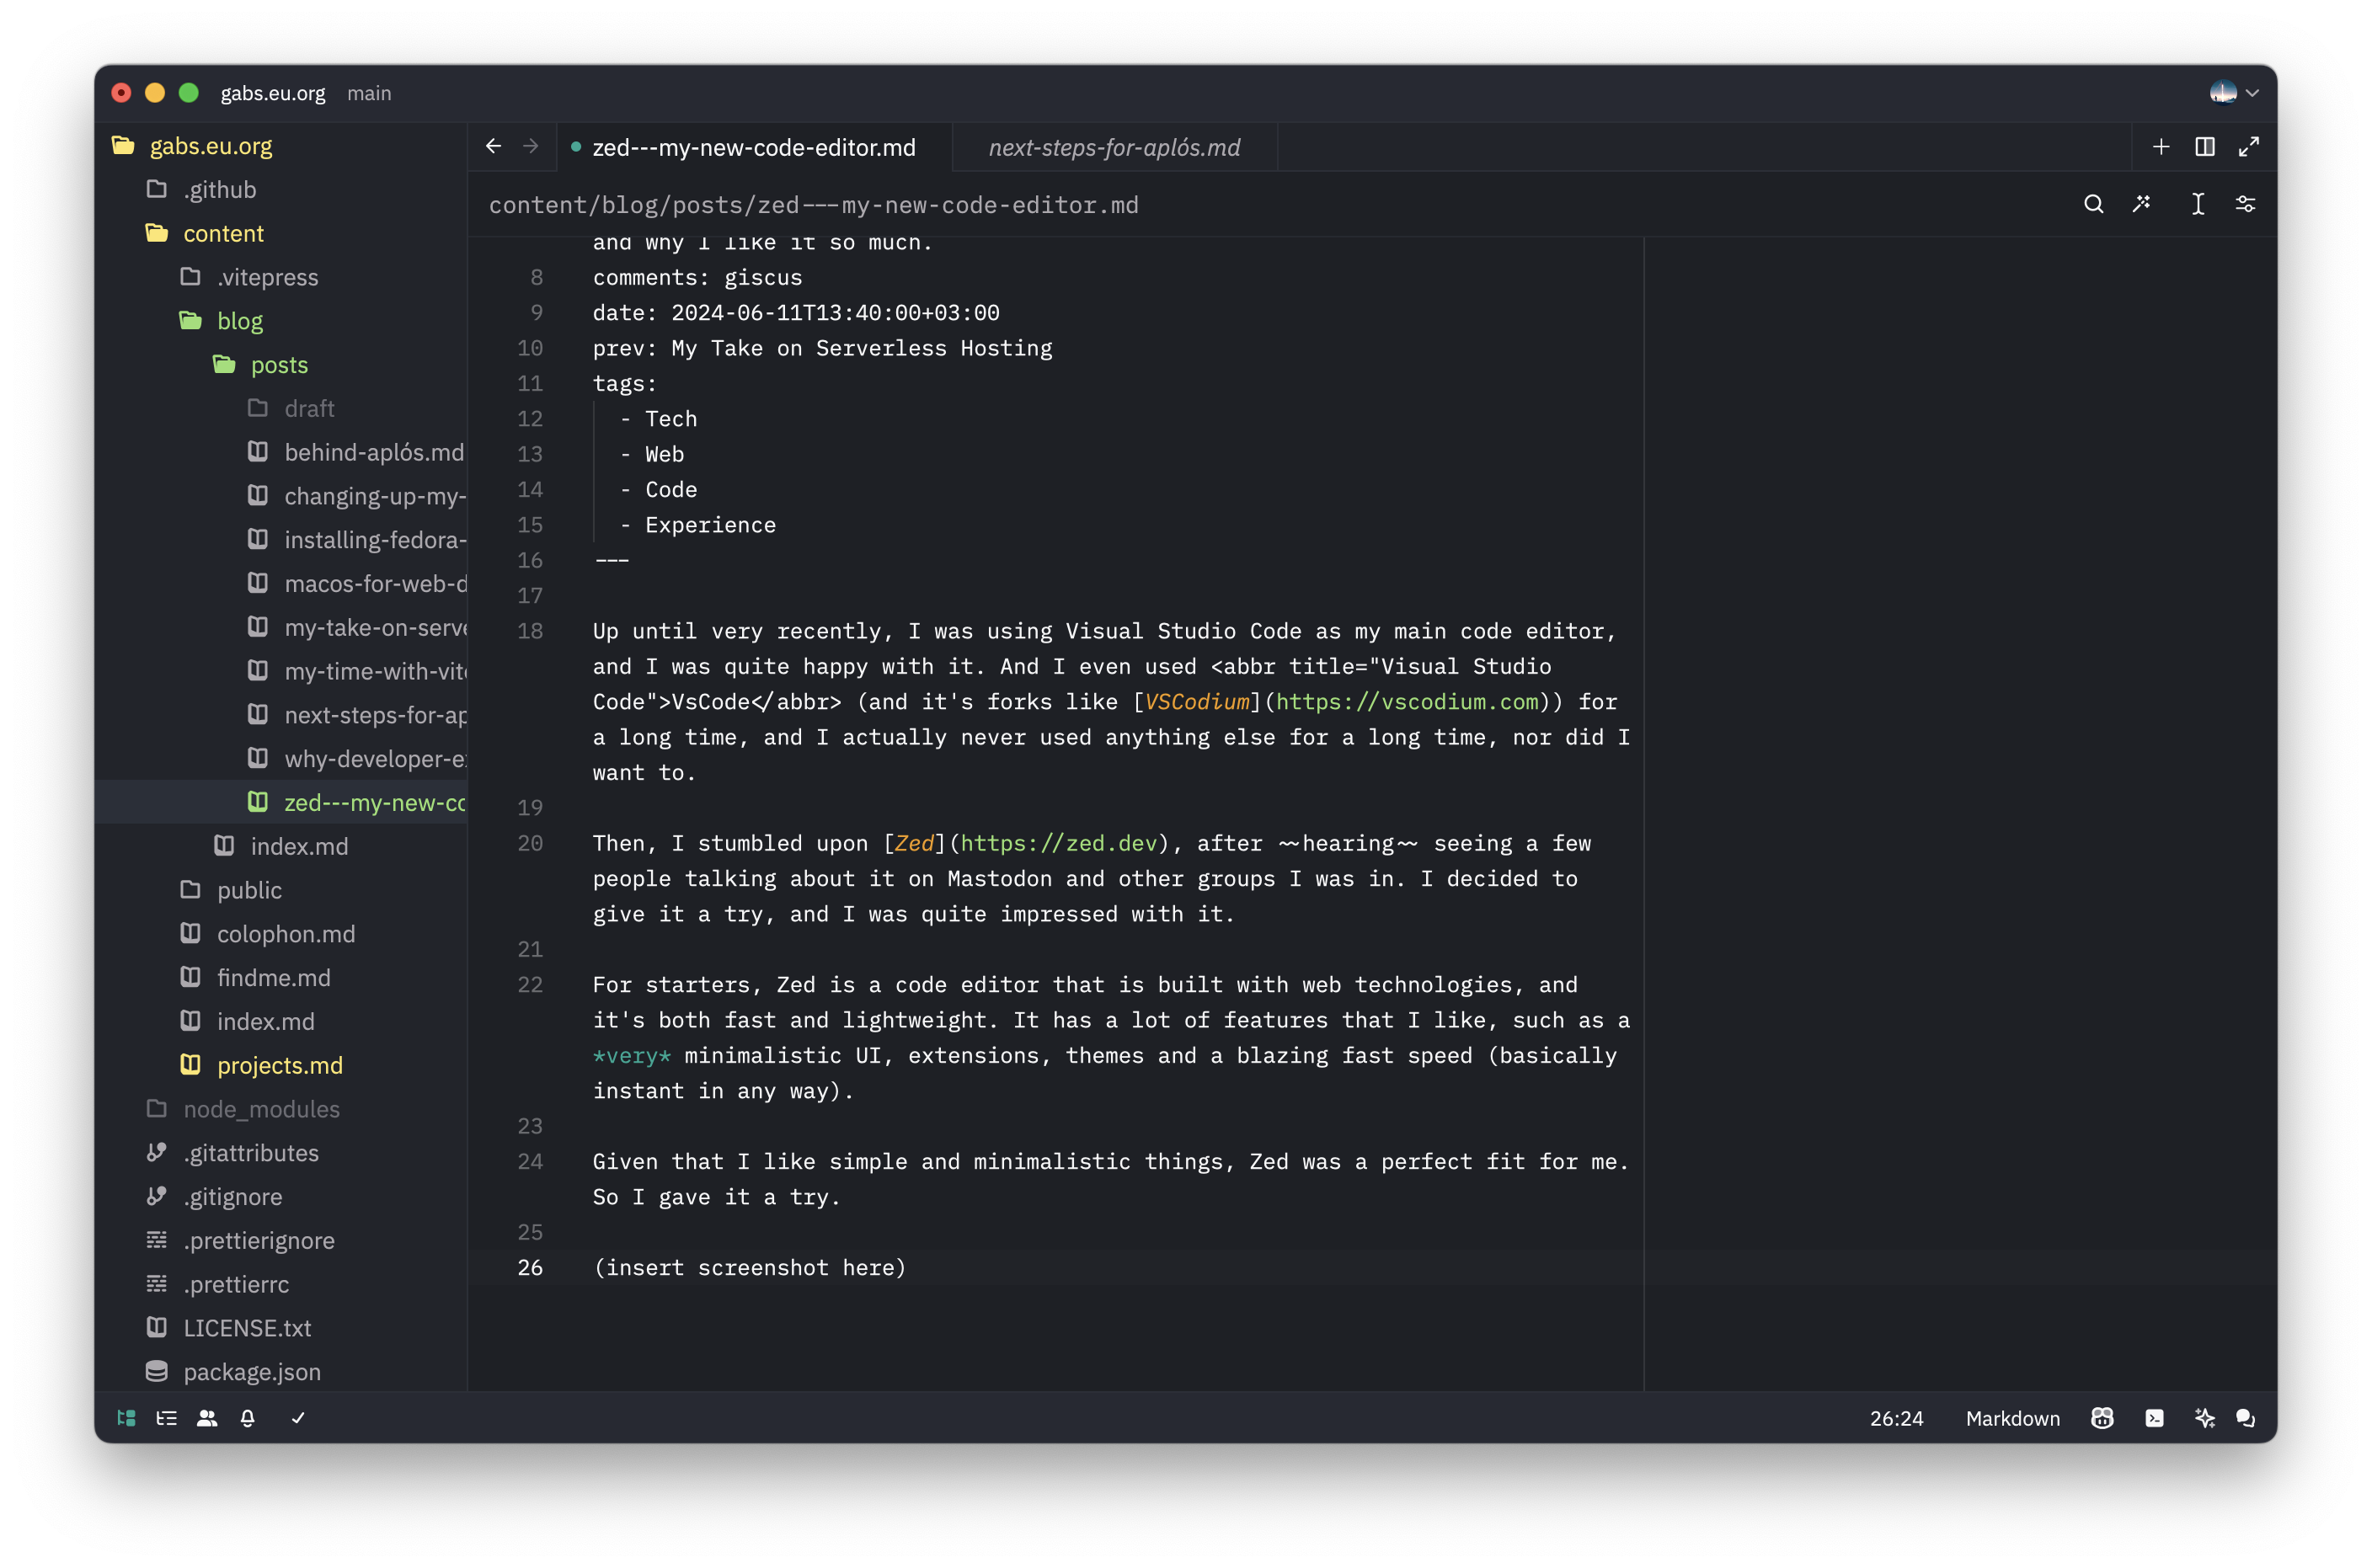 gabs.eu.org main
gabs.eu.org
.github
content
.vitepress
blog
posts
draft
behind-aplós.md
changing-up-my-
installing-fedora-
macos-for-web-d
my-take-on-serve
my-time-with-vite
next-steps-for-ap
why-developer-ex
zed---my-new-co
index.md
public
colophon.md
findme.md
index.md
projects.md
node_modules
.gitattributes
.gitignore
.prettierignore
.prettierrc
LICENSE.txt
package.json
zed---my-new-code-editor.md next-steps-for-aplós.md
content/blog/posts/zed---my-new-code-editor.md
and why I like it so much.
8 comments: giscus
9 date: 2024-06-11T13:40:00+03:00
10 prev: My Take on Serverless Hosting
11 tags:
12 - Tech
13 - Web
14 - Code
15 - Experience
16 ---
17
18 Up until very recently, I was using Visual Studio Code as my main code editor,
and I was quite happy with it. And I even used <abbr title="Visual Studio
Code">VsCode</abbr> (and it's forks like [VSCodium](https://vscodium.com)) for
a long time, and I actually never used anything else for a long time, nor did I
want to.
19
20 Then, I stumbled upon [Zed](https://zed.dev), after ~~hearing~~ seeing a few
people talking about it on Mastodon and other groups I was in. I decided to
give it a try, and I was quite impressed with it.
21
22 For starters, Zed is a code editor that is built with web technologies, and
it's both fast and lightweight. It has a lot of features that I like, such as a
*very* minimalistic UI, extensions, themes and a blazing fast speed (basically
instant in any way).
23
24 Given that I like simple and minimalistic things, Zed was a perfect fit for me.
So I gave it a try.
25
26 (insert screenshot here)
26:24 Markdown